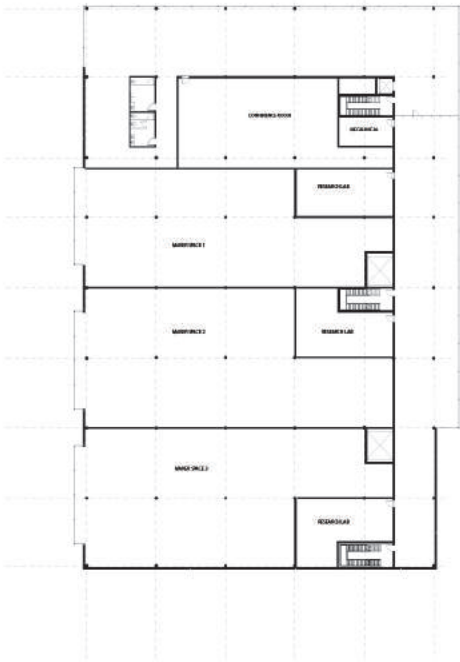 CONFERENCE ROOM
MECHANICAL
RESEARCH LAB
MAKER SPACE 1
MAKER SPACE 2
RESEARCH LAB
MAKER SPACE 3
RESEARCH LAB